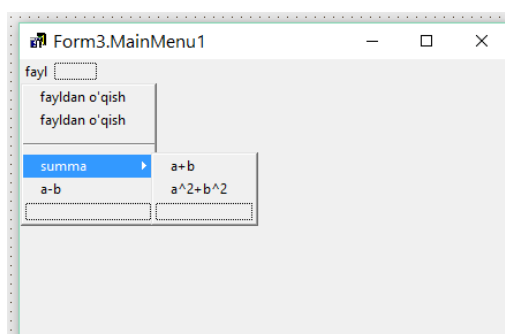 Form3.MainMenu1
fayl
fayldan o'qish
fayldan o'qish
summa
a+b
a-b
a^2+b^2